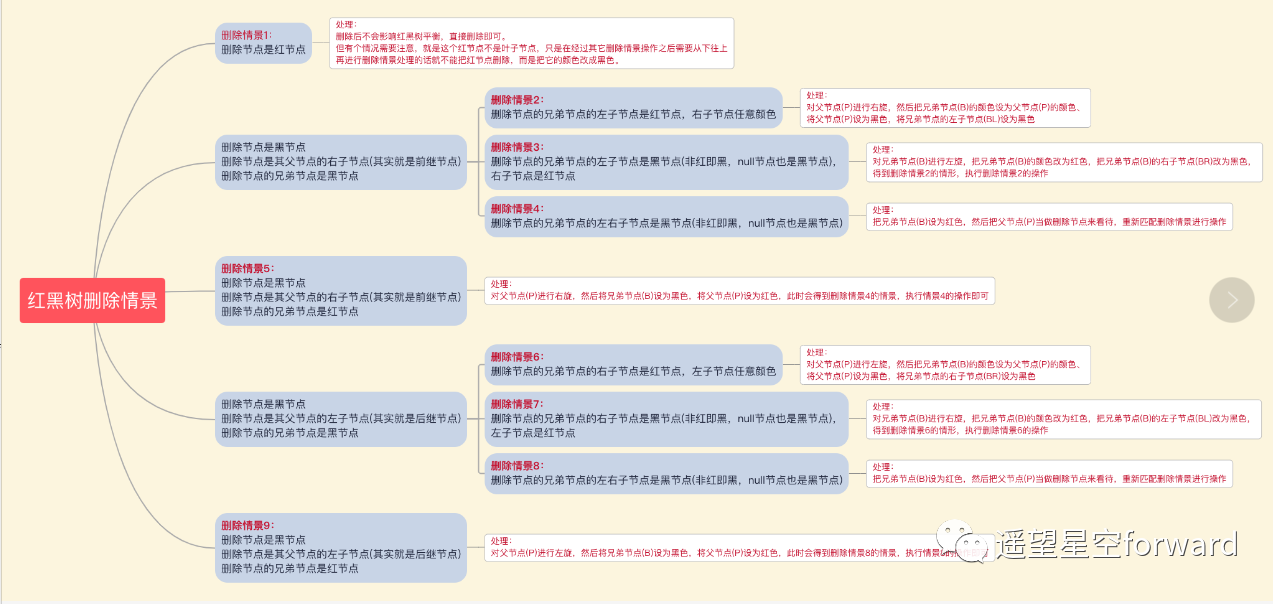 红黑树删除情景
删除情景1:
删除节点是红节点
处理:
删除后不会影响红黑树平衡，直接删除即可。
但有个情况需要注意，就是这个红节点不是叶子节点，只是在经过其它删除情景操作之后需要从下往上
再进行删除情景处理的话就不能把红节点删除，而是把它的颜色改成黑色。
删除节点是黑节点
删除节点是其父节点的右子节点(其实就是前继节点)
删除节点的兄弟节点是黑节点
删除情景2:
删除节点的兄弟节点的左子节点是红节点，右子节点任意颜色
处理:
对父节点(P)进行右旋，然后把兄弟节点(B)的颜色设为父节点(P)的颜色、
将父节点(P)设为黑色，将兄弟节点的左子节点(BL)设为黑色
删除情景3:
删除节点的兄弟节点的左子节点是黑节点(非红即黑，null节点也是黑节点)，
右子节点是红节点
处理:
对兄弟节点(B)进行左旋，把兄弟节点(B)的颜色改为红色，把兄弟节点(B)的右子节点(BR)改为黑色，
得到删除情景2的情形，执行删除情景2的操作
删除情景4:
删除节点的兄弟节点的左右子节点是黑节点(非红即黑，null节点也是黑节点)
处理:
把兄弟节点(B)设为红色，然后把父节点(P)当做删除节点来看待，重新匹配删除情景进行操作
删除情景5:
删除节点是黑节点
删除节点是其父节点的右子节点(其实就是前继节点)
删除节点的兄弟节点是红节点
处理:
对父节点(P)进行右旋，然后将兄弟节点(B)设为黑色，将父节点(P)设为红色，此时会得到删除情景4的情景，执行情景4的操作即可
删除节点是黑节点
删除节点是其父节点的左子节点(其实就是后继节点)
删除节点的兄弟节点是黑节点
删除情景6:
删除节点的兄弟节点的右子节点是红节点，左子节点任意颜色
处理:
对父节点(P)进行左旋，然后把兄弟节点(B)的颜色设为父节点(P)的颜色、
将父节点(P)设为黑色，将兄弟节点的右子节点(BR)设为黑色
删除情景7:
删除节点的兄弟节点的右子节点是黑节点(非红即黑，null节点也是黑节点)，
左子节点是红节点
处理:
对兄弟节点(B)进行右旋，把兄弟节点(B)的颜色改为红色，把兄弟节点(B)的左子节点(BL)改为黑色，
得到删除情景6的情形，执行删除情景6的操作
删除情景8:
删除节点的兄弟节点的左右子节点是黑节点(非红即黑，null节点也是黑节点)
处理:
把兄弟节点(B)设为红色，然后把父节点(P)当做删除节点来看待，重新匹配删除情景进行操作
删除情景9:
删除节点是黑节点
删除节点是其父节点的左子节点(其实就是后继节点)
删除节点的兄弟节点是红节点
处理:
对父节点(P)进行左旋，然后将兄弟节点(B)设为黑色，将父节点(P)设为红色，此时会得到删除情景8的情景，执行情景
遥望星空forward